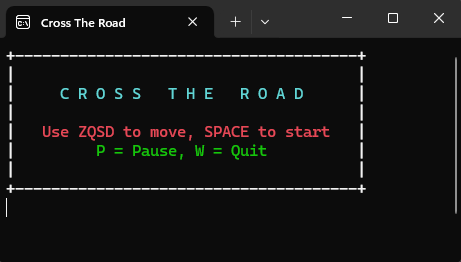 Cross The Road
+--------------------------------------+
C R O S S   T H E   R O A D
Use ZQSD to move, SPACE to start
P = Pause, W = Quit
+--------------------------------------+